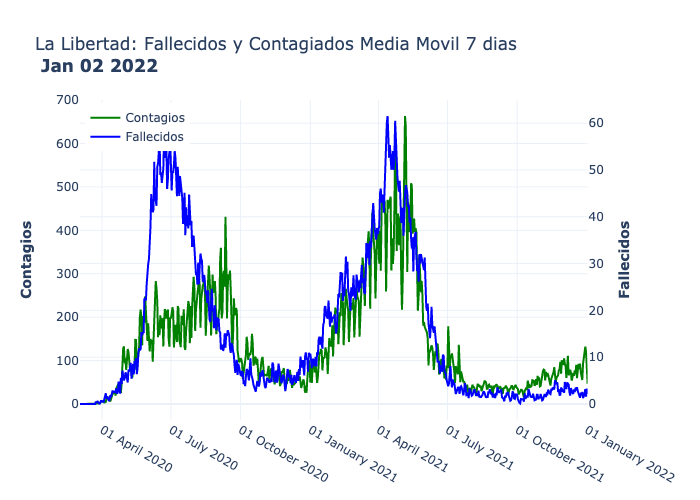 La Libertad: Fallecidos y Contagiados Media Movil 7 dias
Jan 02 2022
Contagios
Fallecidos
700
600
500
400
300
200
100
0
Contagios
60
50
40
30
20
10
0
Fallecidos
01 April 2020
01 July 2020
01 October 2020
01 January 2021
01 April 2021
01 July 2021
01 October 2021
01 January 2022